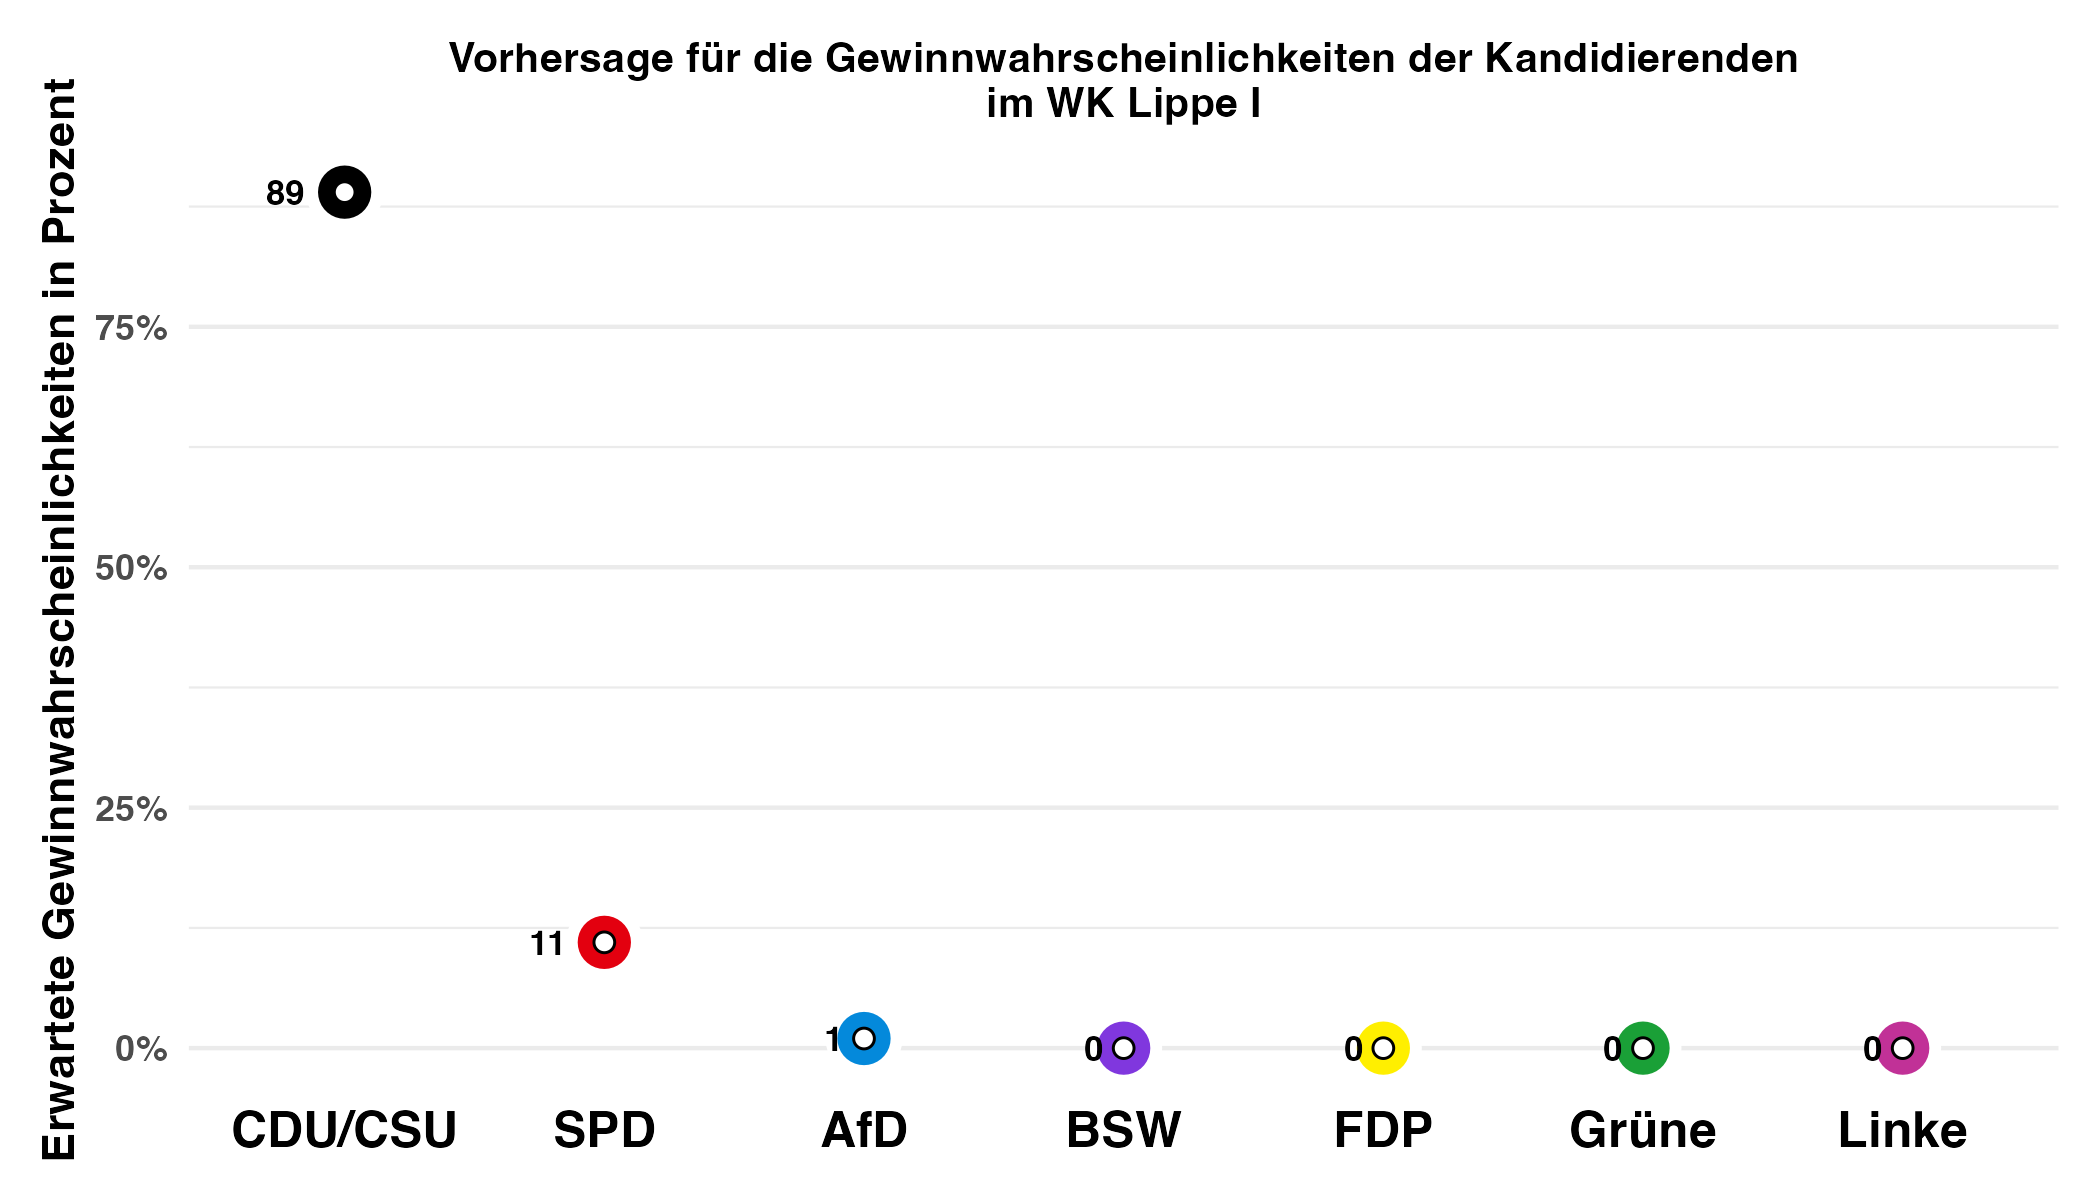 Vorhersage für die Gewinnwahrscheinlichkeiten der Kandidierenden
im WK Lippe I
Erwartete Gewinnwahrscheinlichkeiten in Prozent
75%
50%
25%
0%
89
11
1
0
0
0
0
CDU/CSU
SPD
AfD
BSW
FDP
Grüne
Linke